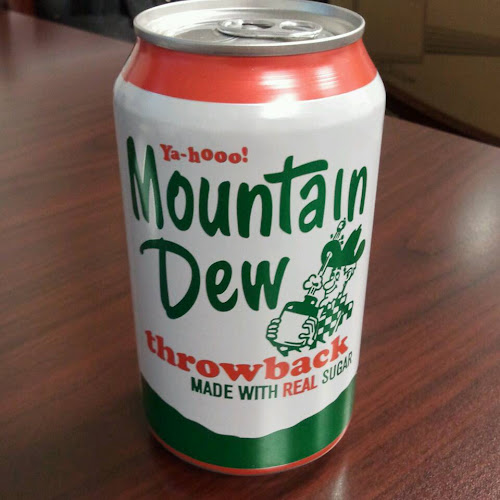 Ya-hooo!
Mountain
Dew
throwback
MADE WITH REAL SUGAR